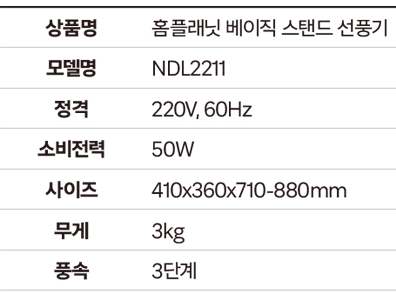 상품명 홈플래닛 베이직 스탠드 선풍기
모델명 NDL2211
정격 220V, 60Hz
소비전력 50W
사이즈 410x360x710-880mm
무게 3kg
풍속 3단계